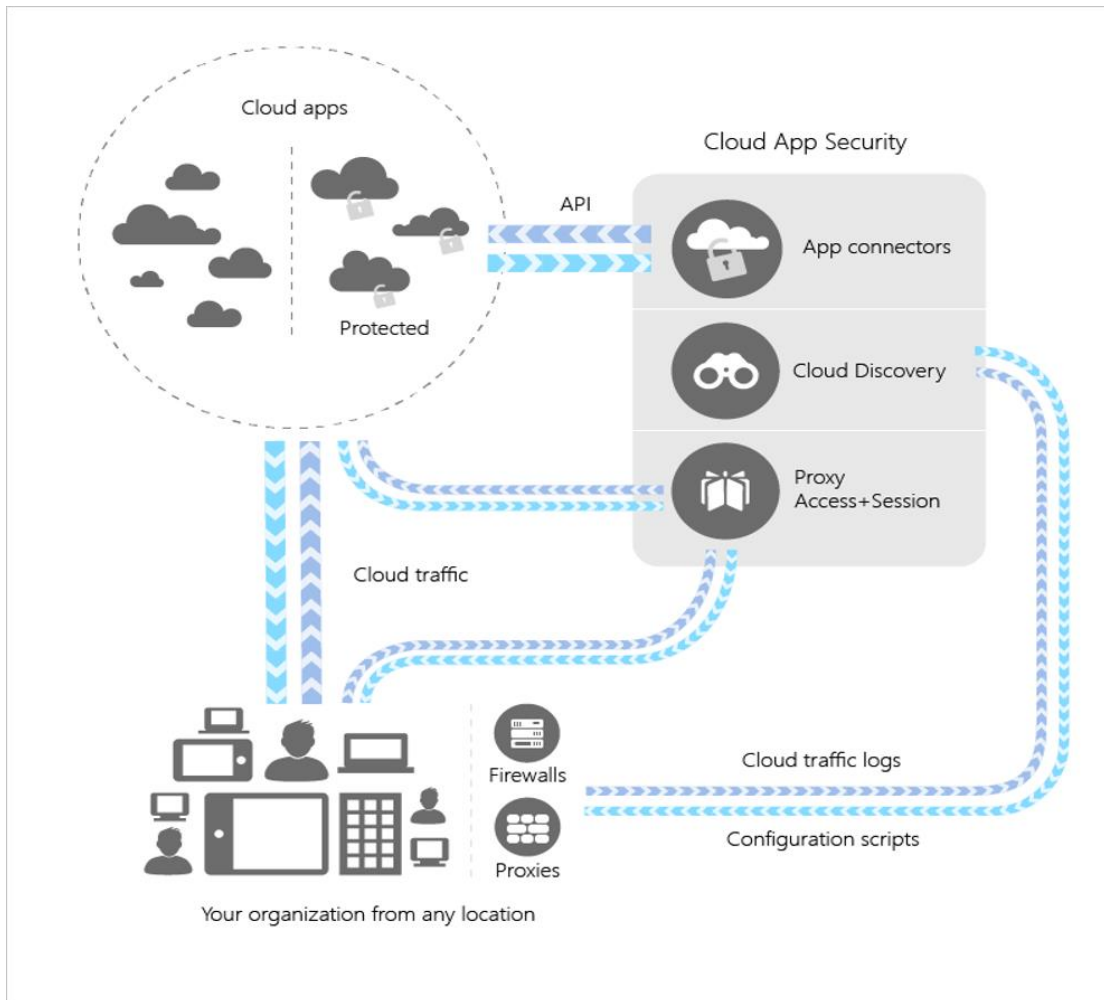 Cloud apps
Protected
API
Cloud App Security
App connectors
Cloud Discovery
Proxy
Access+Session
Cloud traffic
Firewalls
Proxies
Cloud traffic logs
Configuration scripts
Your organization from any location